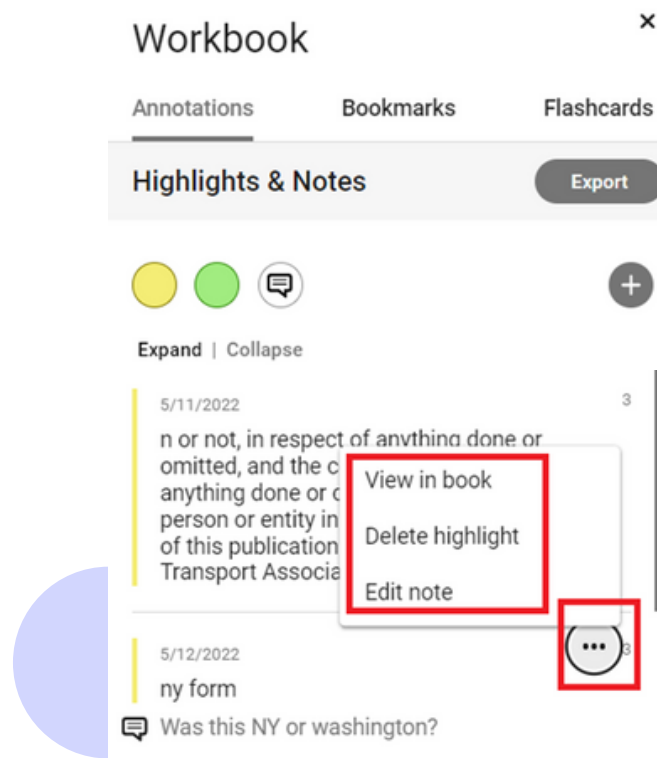 Workbook
Annotations Bookmarks Flashcards
Highlights & Notes Export
Expand | Collapse
5/11/2022 3
n or not, in respect of anything done or
omitted, and the c
anything done or
person or entity in
of this publication
Transport Associa
View in book
Delete highlight
Edit note
5/12/2022 3
ny form
Was this NY or washington?